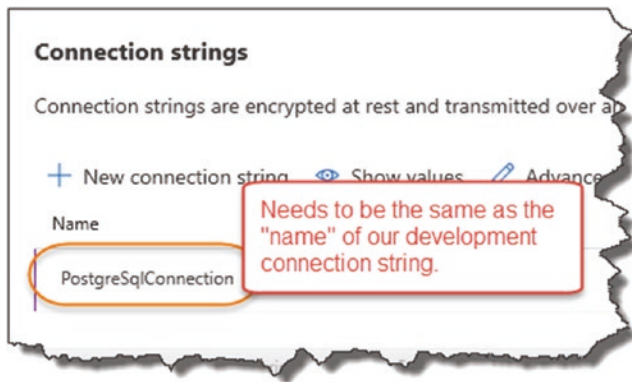 Connection strings
Connection strings are encrypted at rest and transmitted over
New connection string Show values
Name
Needs to be the same as the
"name" of our development
connection string.
PostgreSqlConnection